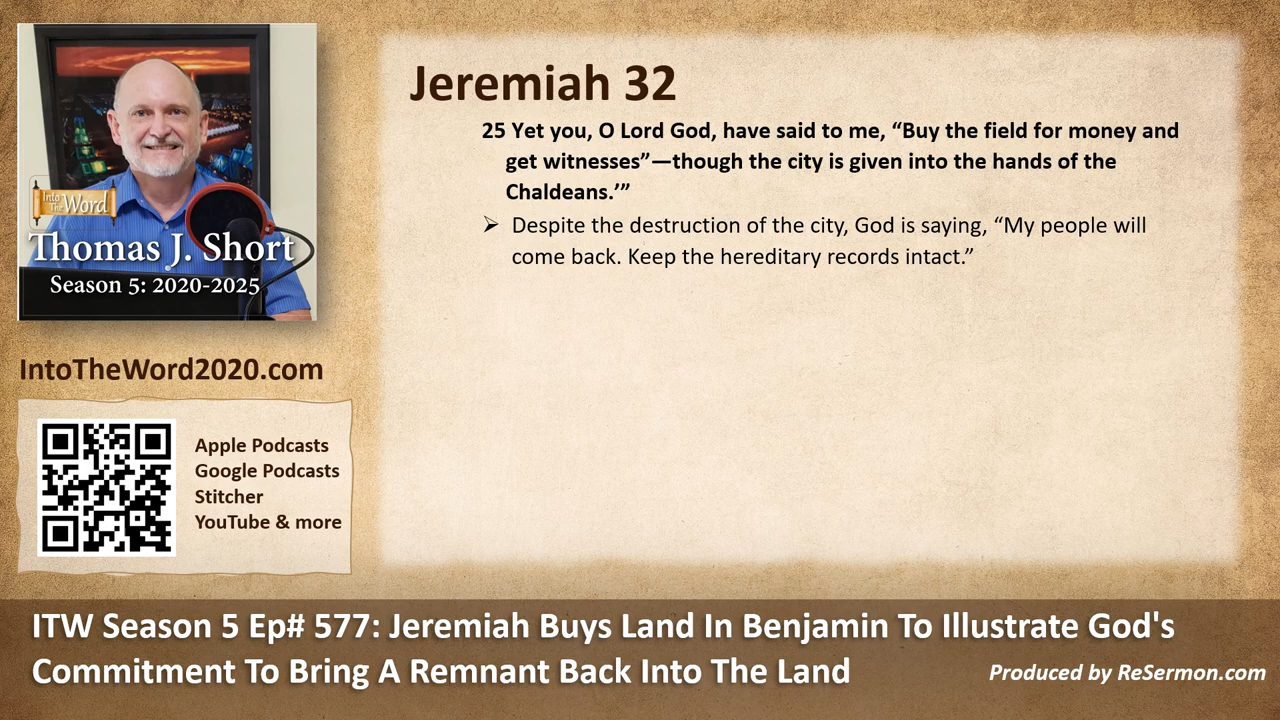 Into
The Word
Thomas J. Short
Season 5: 2020-2025
IntoTheWord2020.com
Apple Podcasts
Google Podcasts
Stitcher
YouTube & more
Jeremiah 32
25 Yet you, O Lord God, have said to me, “Buy the field for money and
get witnesses”—though the city is given into the hands of the
Chaldeans.’”
➢ Despite the destruction of the city, God is saying, “My people will
come back. Keep the hereditary records intact.”
ITW Season 5 Ep# 577: Jeremiah Buys Land In Benjamin To Illustrate God's
Commitment To Bring A Remnant Back Into The Land
Produced by ReSermon.com